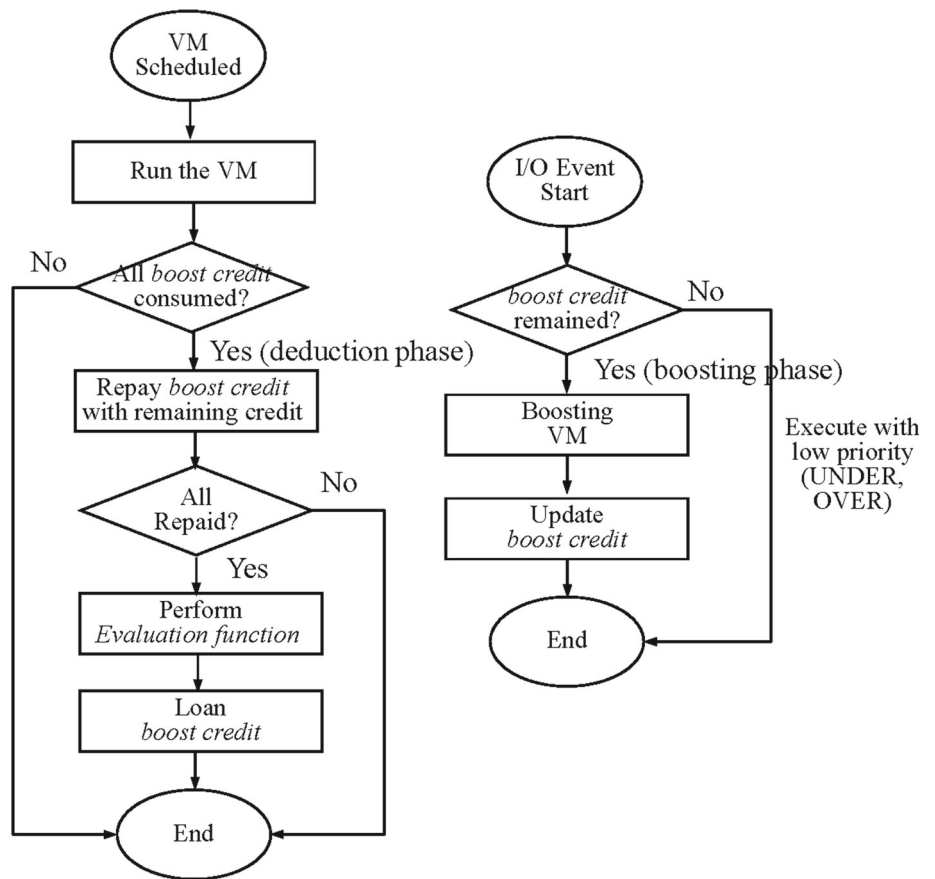 VM
Scheduled
Run the VM
No
All boost credit
consumed?
Yes (deduction phase)
Repay boost credit
with remaining credit
All
Repaid?
No
Yes
Perform
Evaluation function
Loan
boost credit
End
I/O Event
Start
boost credit
remained?
No
Yes (boosting phase)
Boosting
VM
Execute with
low priority
(UNDER,
OVER)
Update
boost credit
End